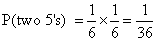 P(two 5's) = 1/6 × 1/6 = 1/36